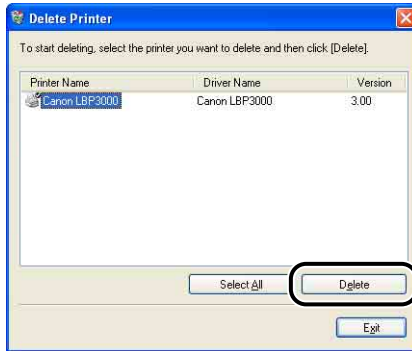 Delete Printer
To start deleting, select the printer you want to delete and then click [Delete].
Printer Name Driver Name Version
Canon LBP3000 Canon LBP3000 3.00
Select All Delete
Exit